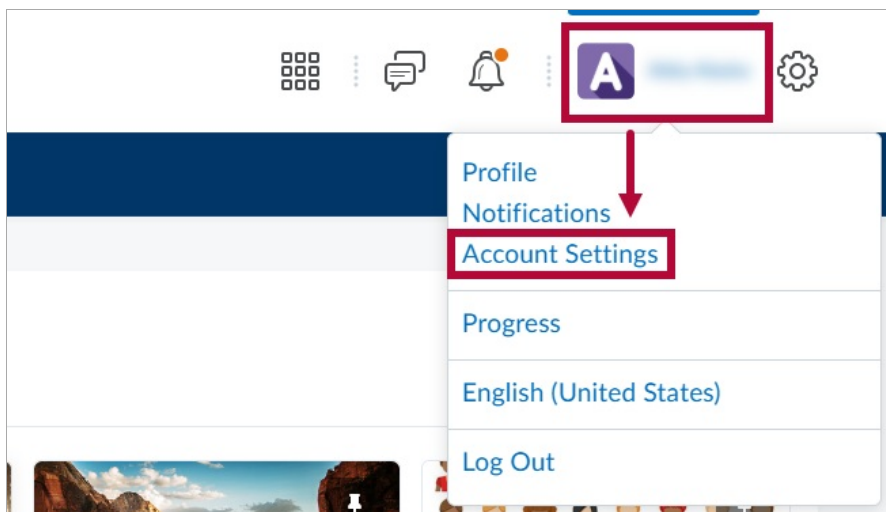 A
Profile
Notifications
Account Settings
Progress
English (United States)
Log Out